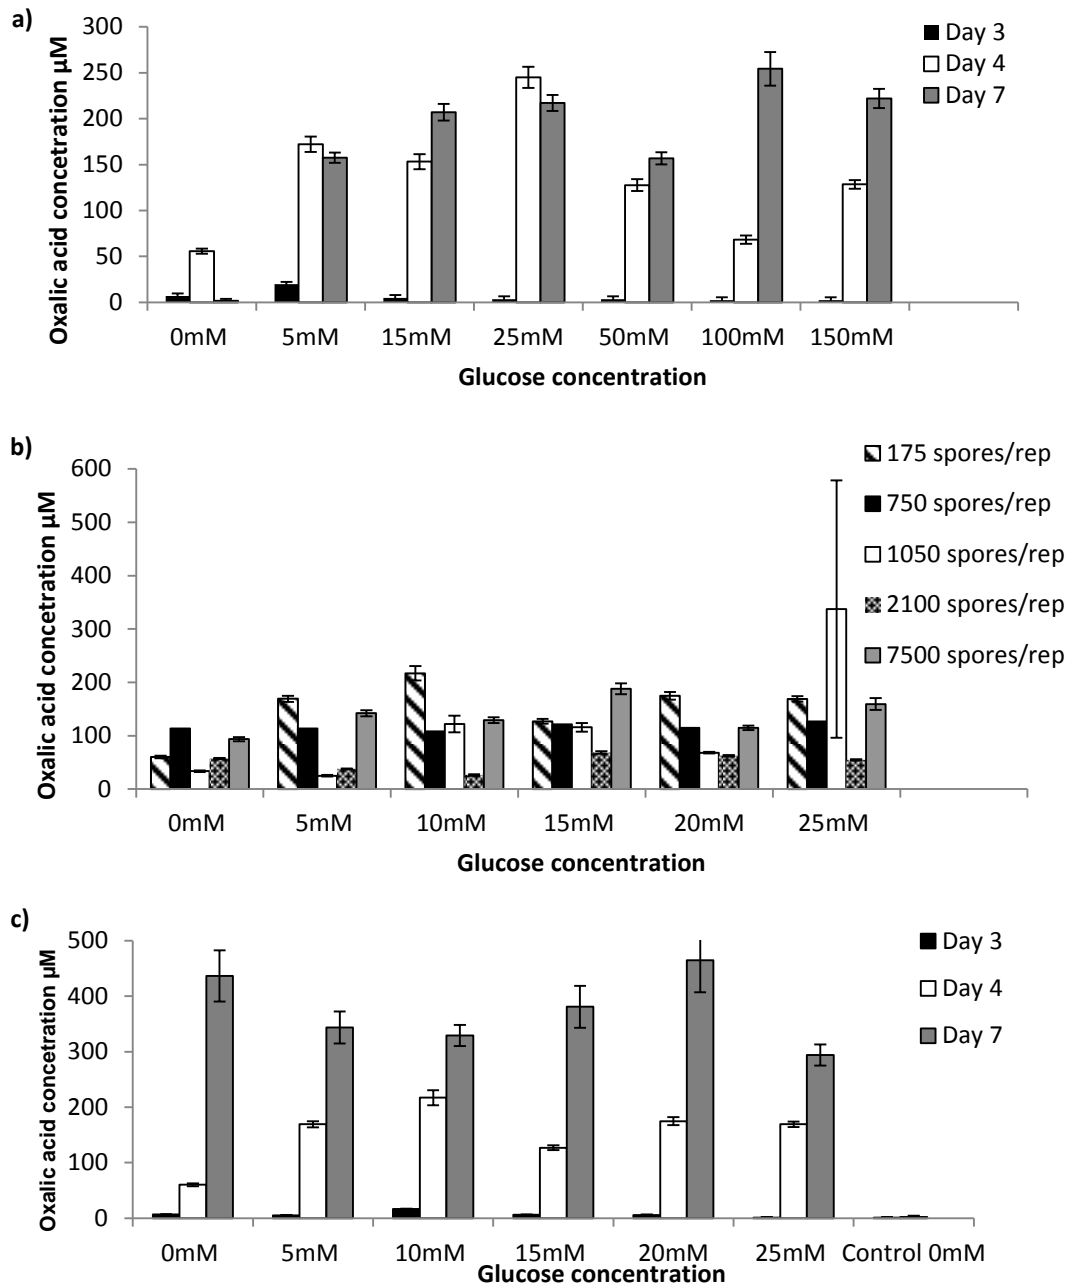 a)
Oxalic acid concetration µM
300
250
200
150
100
50
0
0mM 5mM 15mM 25mM 50mM 100mM 150mM
Glucose concentration
Day 3
Day 4
Day 7
b)
Oxalic acid concetration µM
600
500
400
300
200
100
0
0mM 5mM 10mM 15mM 20mM 25mM
Glucose concentration
175 spores/rep
750 spores/rep
1050 spores/rep
2100 spores/rep
7500 spores/rep
c)
Oxalic acid concetration µM
500
400
300
200
100
0
0mM 5mM 10mM 15mM 20mM 25mM Control 0mM
Glucose concentration
Day 3
Day 4
Day 7